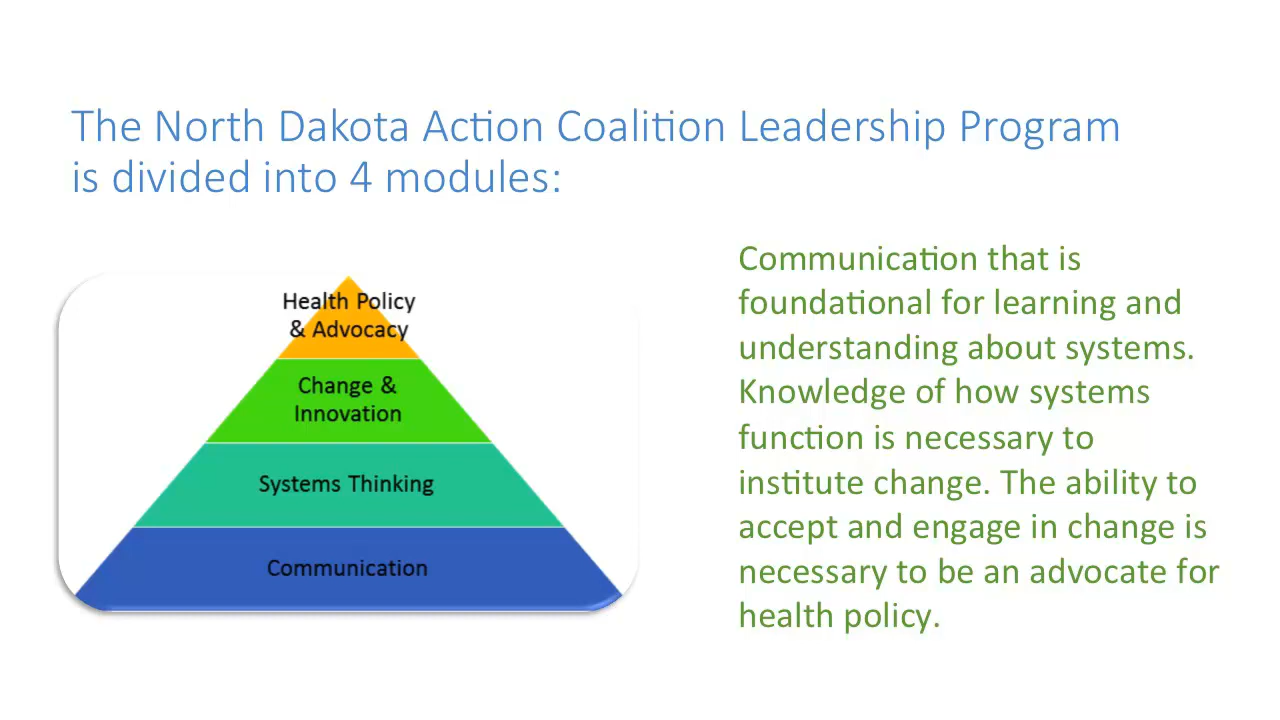 The North Dakota Action Coalition Leadership Program
is divided into 4 modules:
Health Policy
& Advocacy
Change &
Innovation
Systems Thinking
Communication
Communication that is
foundational for learning and
understanding about systems.
Knowledge of how systems
function is necessary to
institute change. The ability to
accept and engage in change is
necessary to be an advocate for
health policy.